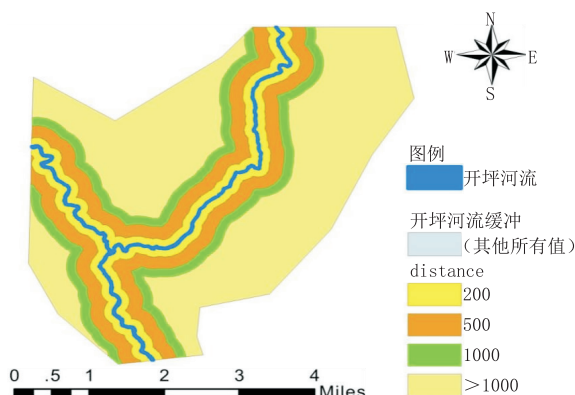 N
W E
S
图例
开坪河流
开坪河流缓冲
(其他所有值)
distance
200
500
1000
>1000
0 .5 1 2 3 4
Miles